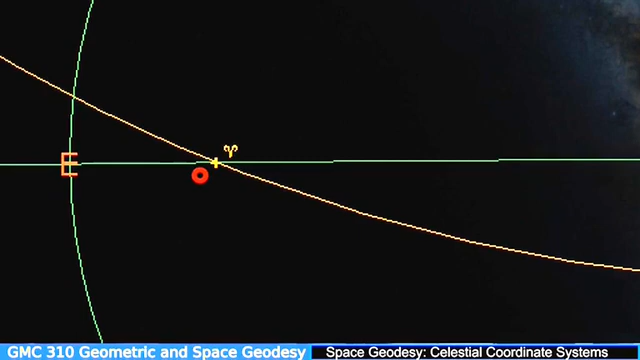 ♈
E
GMC 310 Geometric and Space Geodesy
Space Geodesy: Celestial Coordinate Systems